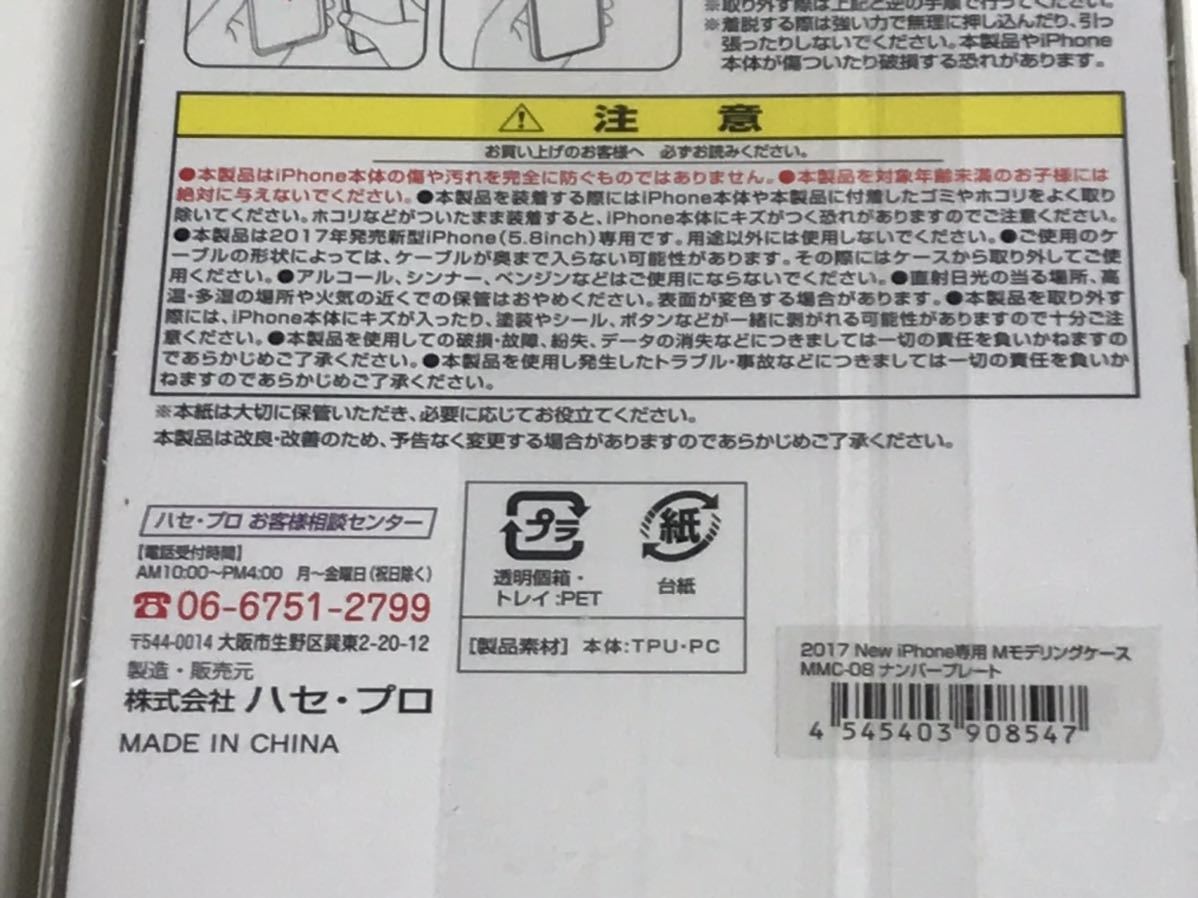 ※取り外す際は上記と逆の手順で行ってください。
※着脱する際は強い力で無理に押し込んだり、引っ
張ったりしないでください。本製品やiPhone
本体が傷ついたり破損する恐れがあります。
注 意
お買い上げのお客様へ 必ずお読みください。
●本製品はiPhone本体の傷や汚れを完全に防ぐものではありません。●本製品を対象年齢未満のお子様には
絶対に与えないでください。●本製品を装着する際にはiPhone本体や本製品に付着したゴミやホコリをよく取り
除いてください。ホコリなどがついたまま装着すると、iPhone本体にキズがつく恐れがありますのでご注意ください。
●本製品は2017年発売新型iPhone(5.8inch)専用です。用途以外には使用しないでください。●ご使用のケ
ーブルの形状によっては、ケーブルが奥まで入らない可能性があります。その際にはケースから取り外してご使
用ください。●アルコール、シンナー、ベンジンなどはご使用にならないでください。●直射日光の当る場所、高
温・多湿の場所や火気の近くでの保管はおやめください。表面が変色する場合があります。●本製品を取り外す
際には、iPhone本体にキズが入ったり、塗装やシール、ボタンなどが一緒に剥がれる可能性がありますので十分ご注
意ください。●本製品を使用しての破損・故障、紛失、データの消失などにつきましては一切の責任を負いかねますの
であらかじめご了承ください。●本製品を使用し発生したトラブル・事故などにつきましては一切の責任を負いか
ねますのであらかじめご了承ください。
※本紙は大切に保管いただき、必要に応じてお役立てください。
本製品は改良・改善のため、予告なく変更する場合がありますのであらかじめご了承ください。
ハセ・プロ お客様相談センター
【電話受付時間】
AM10:00〜PM4:00 月〜金曜日(祝日除く)
☎06-6751-2799
〒544-0014 大阪市生野区巽東2-20-12
製造・販売元
株式会社 ハセ・プロ
MADE IN CHINA
プラ
透明個箱・
トレイ:PET
紙
台紙
[製品素材] 本体:TPU・PC
2017 New iPhone専用 Mモデリングケース
MMC-08 ナンバープレート
4 545403 908547